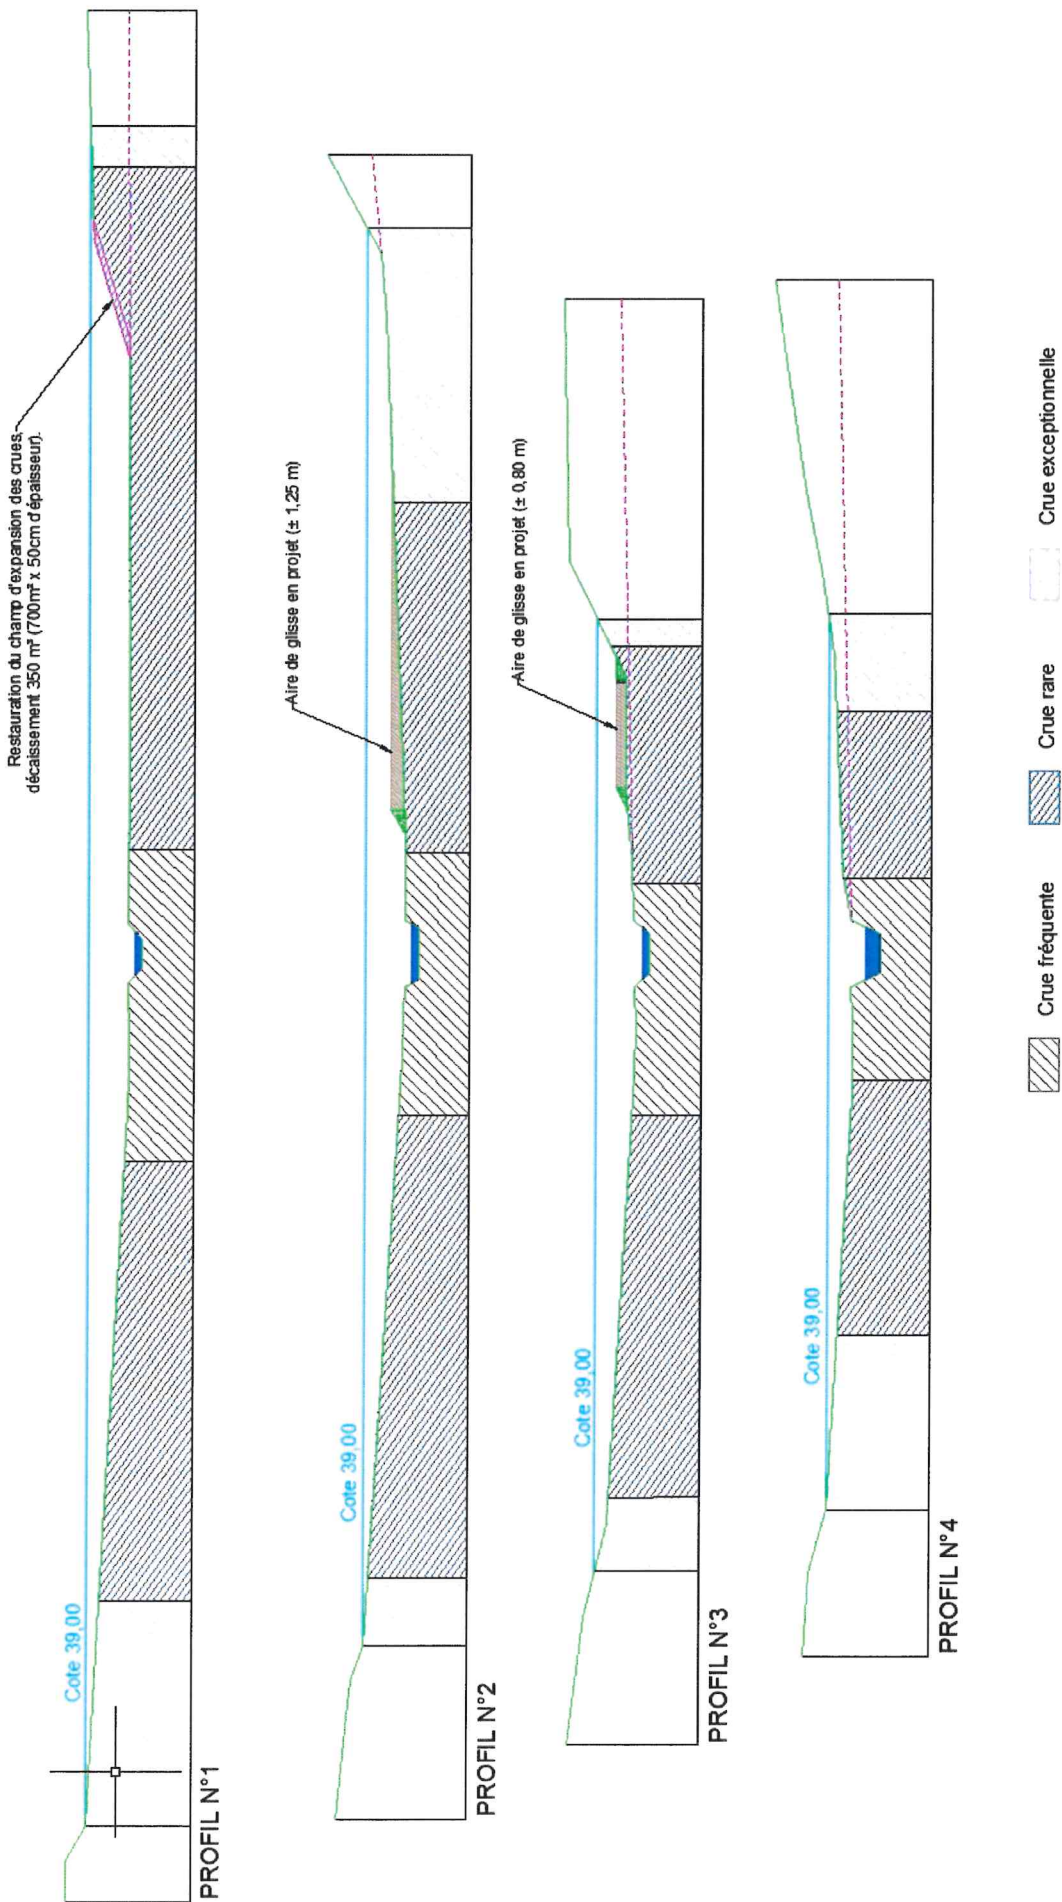 Restauration du champ d'expansion des crues,
décaissement 350 m³ (700m² x 50cm d'épaisseur).
Cote 39,00
PROFIL N°1
Aire de glisse en projet (± 1,25 m)
Cote 39,00
PROFIL N°2
Aire de glisse en projet (± 0,80 m)
Cote 39,00
PROFIL N°3
Cote 39,00
PROFIL N°4
Crue fréquente
Crue rare
Crue exceptionnelle